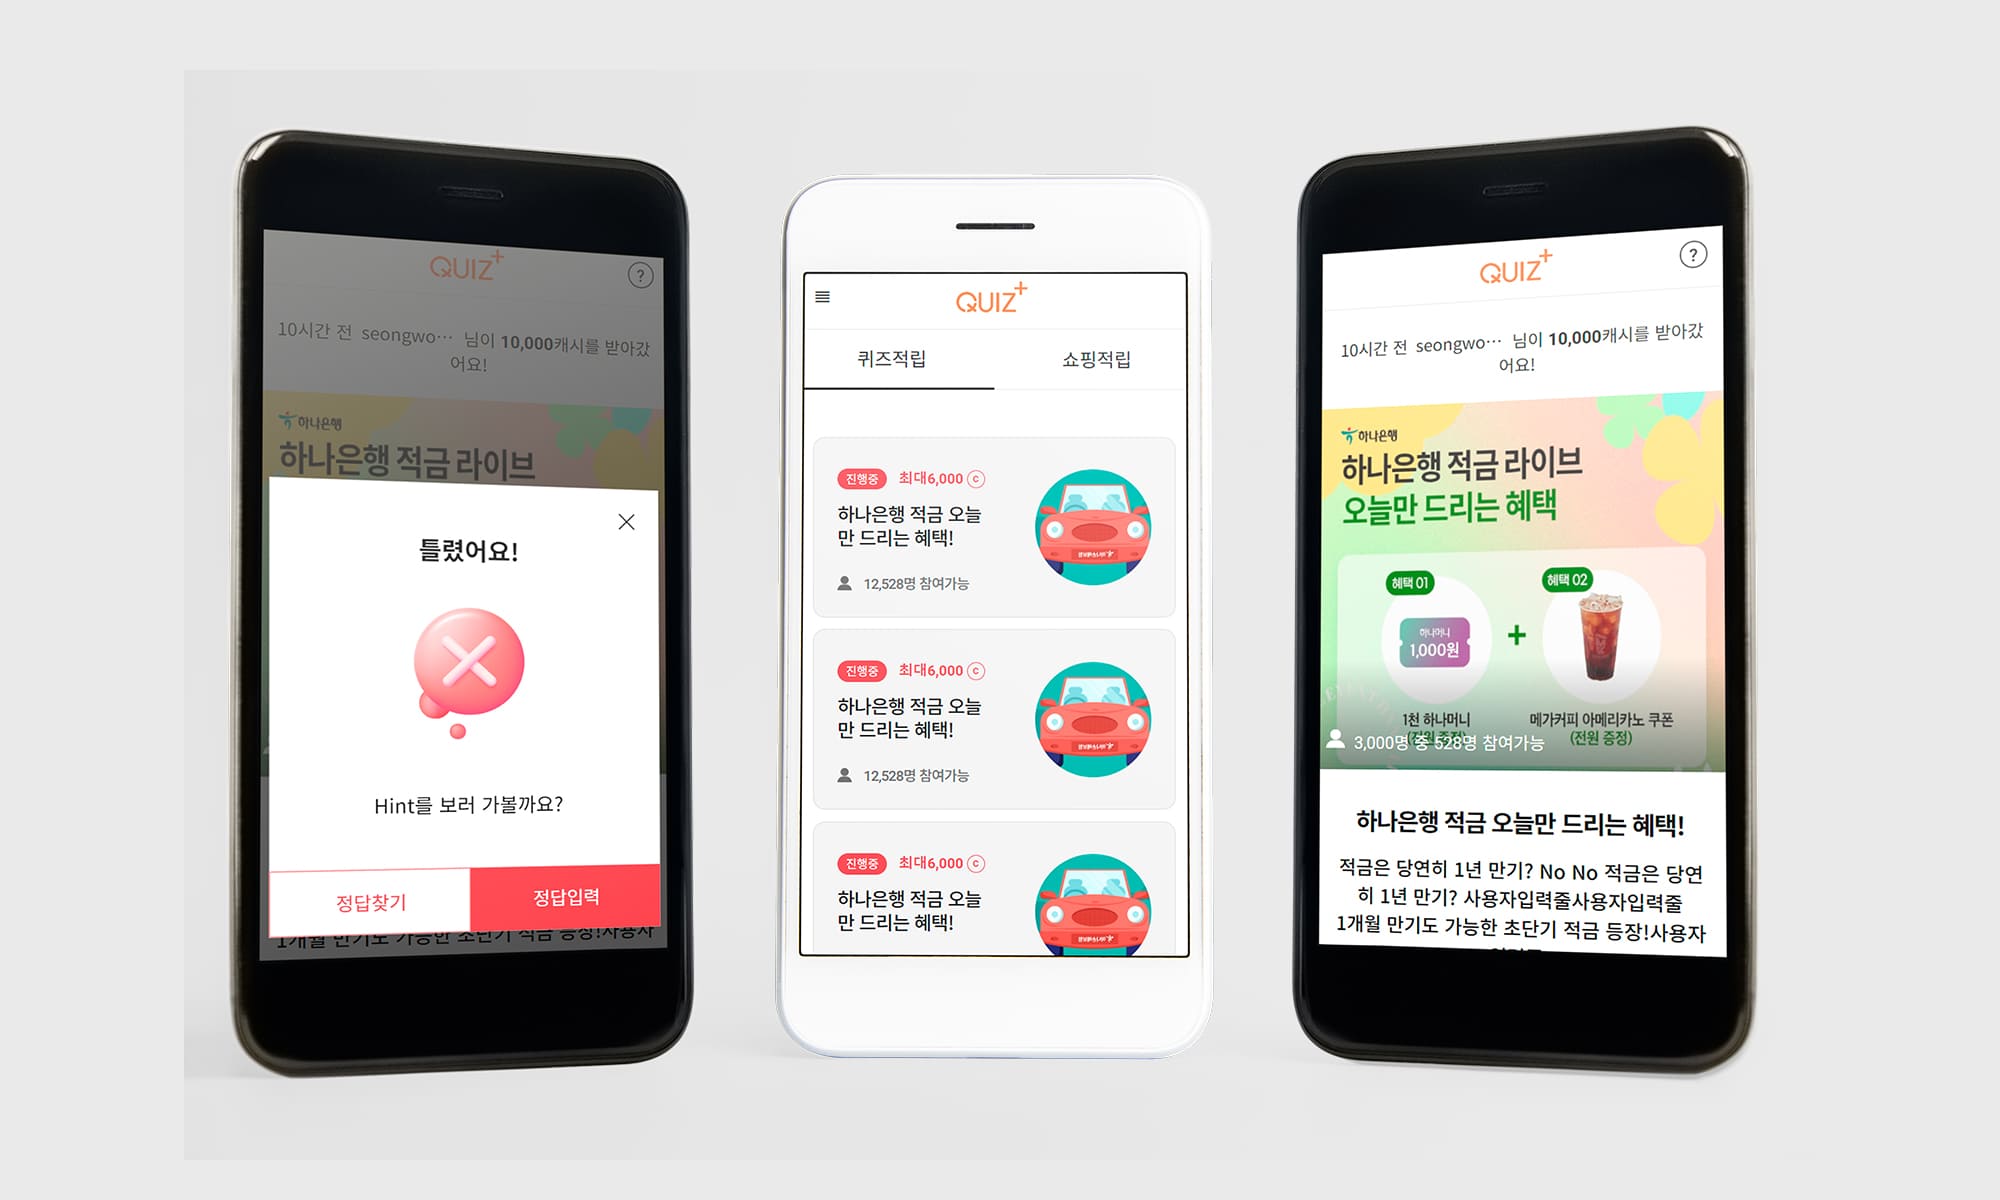 QUIZ+
?
10시간 전 seongwo… 님이 10,000캐시를 받아갔
어요!
하나은행
하나은행 적금 라이브
틀렸어요!
Hint를 보러 가볼까요?
정답찾기
정답입력
1개월 만기도 가능한 초단기 적금 등장!사용자
QUIZ+
퀴즈적립
쇼핑적립
진행중 최대6,000 c
하나은행 적금 오늘
만 드리는 혜택!
12,528명 참여가능
진행중 최대6,000 c
하나은행 적금 오늘
만 드리는 혜택!
12,528명 참여가능
진행중 최대6,000 c
하나은행 적금 오늘
만 드리는 혜택!
QUIZ+
?
10시간 전 seongwo… 님이 10,000캐시를 받아갔
어요!
하나은행
하나은행 적금 라이브
오늘만 드리는 혜택
혜택 01
하나머니
1,000원
+
혜택 02
1천 하나머니
(전원 증정)
메가커피 아메리카노 쿠폰
(전원 증정)
3,000명 중 528명 참여가능
하나은행 적금 오늘만 드리는 혜택!
적금은 당연히 1년 만기? No No 적금은 당연
히 1년 만기? 사용자입력줄사용자입력줄
1개월 만기도 가능한 초단기 적금 등장!사용자